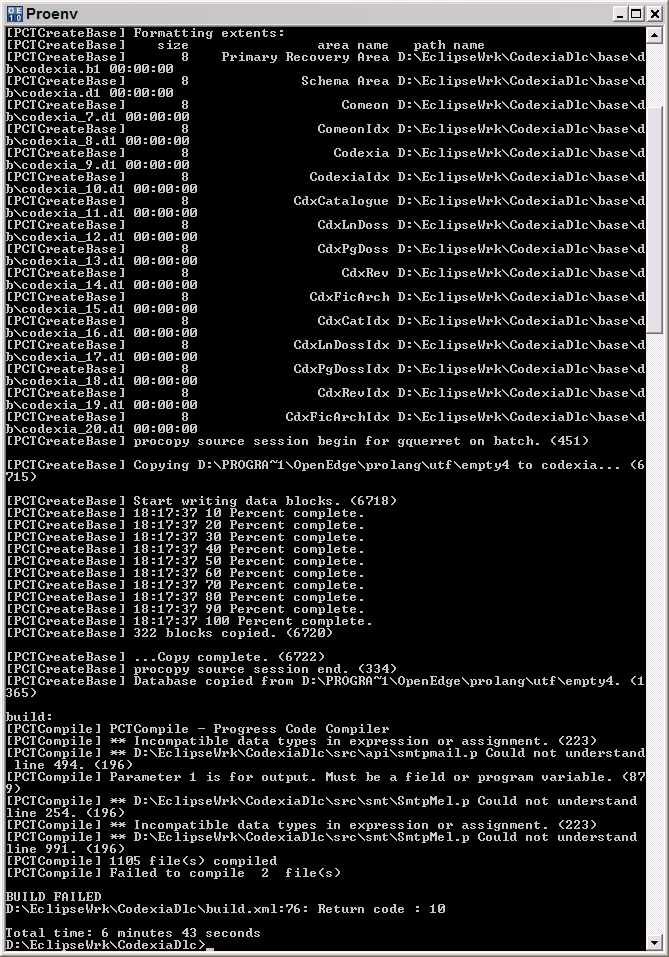 OE
10
Proenv
[PCTCreateBase] Formatting extents:
[PCTCreateBase]    size                area name   path name
[PCTCreateBase]       8    Primary Recovery Area D:\EclipseWrk\CodexiaDlc\base\d
b\codexia.b1 00:00:00
[PCTCreateBase]       8              Schema Area D:\EclipseWrk\CodexiaDlc\base\d
b\codexia.d1 00:00:00
[PCTCreateBase]       8                   Comeon D:\EclipseWrk\CodexiaDlc\base\d
b\codexia_7.d1 00:00:00
[PCTCreateBase]       8                ComeonIdx D:\EclipseWrk\CodexiaDlc\base\d
b\codexia_8.d1 00:00:00
[PCTCreateBase]       8                  Codexia D:\EclipseWrk\CodexiaDlc\base\d
b\codexia_9.d1 00:00:00
[PCTCreateBase]       8               CodexiaIdx D:\EclipseWrk\CodexiaDlc\base\d
b\codexia_10.d1 00:00:00
[PCTCreateBase]       8             CdxCatalogue D:\EclipseWrk\CodexiaDlc\base\d
b\codexia_11.d1 00:00:00
[PCTCreateBase]       8                CdxLnDoss D:\EclipseWrk\CodexiaDlc\base\d
b\codexia_12.d1 00:00:00
[PCTCreateBase]       8                CdxPgDoss D:\EclipseWrk\CodexiaDlc\base\d
b\codexia_13.d1 00:00:00
[PCTCreateBase]       8                   CdxRev D:\EclipseWrk\CodexiaDlc\base\d
b\codexia_14.d1 00:00:00
[PCTCreateBase]       8               CdxFicArch D:\EclipseWrk\CodexiaDlc\base\d
b\codexia_15.d1 00:00:00
[PCTCreateBase]       8                CdxCatIdx D:\EclipseWrk\CodexiaDlc\base\d
b\codexia_16.d1 00:00:00
[PCTCreateBase]       8             CdxLnDossIdx D:\EclipseWrk\CodexiaDlc\base\d
b\codexia_17.d1 00:00:00
[PCTCreateBase]       8             CdxPgDossIdx D:\EclipseWrk\CodexiaDlc\base\d
b\codexia_18.d1 00:00:00
[PCTCreateBase]       8                CdxRevIdx D:\EclipseWrk\CodexiaDlc\base\d
b\codexia_19.d1 00:00:00
[PCTCreateBase]       8            CdxFicArchIdx D:\EclipseWrk\CodexiaDlc\base\d
b\codexia_20.d1 00:00:00
[PCTCreateBase] procopy source session begin for gquerret on batch. (451)
[PCTCreateBase] Copying D:\PROGRA~1\OpenEdge\prolang\utf\empty4 to codexia... (6
715)
[PCTCreateBase] Start writing data blocks. (6718)
[PCTCreateBase] 18:17:37 10 Percent complete.
[PCTCreateBase] 18:17:37 20 Percent complete.
[PCTCreateBase] 18:17:37 30 Percent complete.
[PCTCreateBase] 18:17:37 40 Percent complete.
[PCTCreateBase] 18:17:37 50 Percent complete.
[PCTCreateBase] 18:17:37 60 Percent complete.
[PCTCreateBase] 18:17:37 70 Percent complete.
[PCTCreateBase] 18:17:37 80 Percent complete.
[PCTCreateBase] 18:17:37 90 Percent complete.
[PCTCreateBase] 18:17:37 100 Percent complete.
[PCTCreateBase] 322 blocks copied. (6720)
[PCTCreateBase] ...Copy complete. (6722)
[PCTCreateBase] procopy source session end. (334)
[PCTCreateBase] Database copied from D:\PROGRA~1\OpenEdge\prolang\utf\empty4. (1
365)
build:
[PCTCompile] PCTCompile - Progress Code Compiler
[PCTCompile] ** Incompatible data types in expression or assignment. (223)
[PCTCompile] ** D:\EclipseWrk\CodexiaDlc\src\api\smtpmail.p Could not understand
 line 494. (196)
[PCTCompile] Parameter 1 is for output. Must be a field or program variable. (87
9)
[PCTCompile] ** D:\EclipseWrk\CodexiaDlc\src\smt\SmtpMel.p Could not understand
line 254. (196)
[PCTCompile] ** Incompatible data types in expression or assignment. (223)
[PCTCompile] ** D:\EclipseWrk\CodexiaDlc\src\smt\SmtpMel.p Could not understand
line 991. (196)
[PCTCompile] 1105 file(s) compiled
[PCTCompile] Failed to compile  2  file(s)
BUILD FAILED
D:\EclipseWrk\CodexiaDlc\build.xml:76: Return code : 10
Total time: 6 minutes 43 seconds
D:\EclipseWrk\CodexiaDlc>_